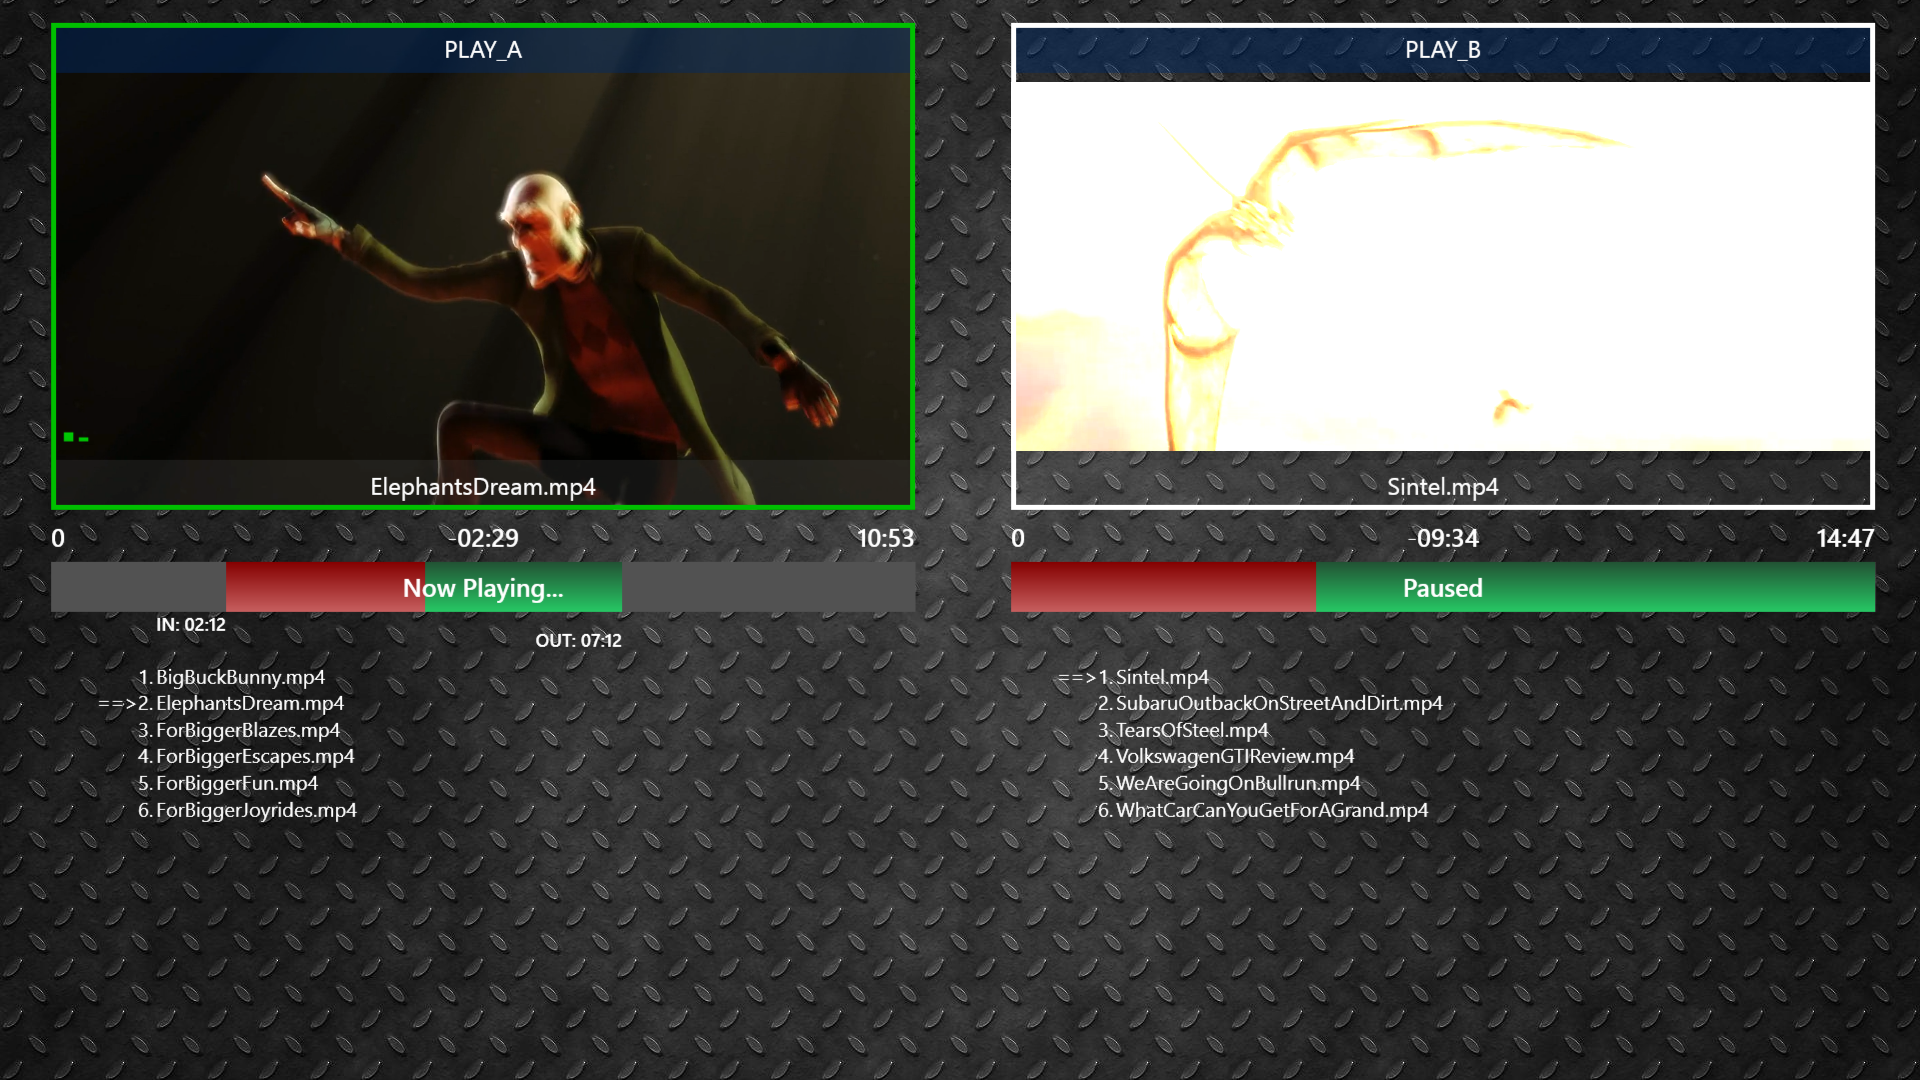 PLAY_A
ElephantsDream.mp4
0 -02:29 10:53
Now Playing...
IN: 02:12
OUT: 07:12
1. BigBuckBunny.mp4
==>2. ElephantsDream.mp4
3. ForBiggerBlazes.mp4
4. ForBiggerEscapes.mp4
5. ForBiggerFun.mp4
6. ForBiggerJoyrides.mp4
PLAY_B
Sintel.mp4
0 -09:34 14:47
Paused
==>1. Sintel.mp4
2. SubaruOutbackOnStreetAndDirt.mp4
3. TearsOfSteel.mp4
4. VolkswagenGTIReview.mp4
5. WeAreGoingOnBullrun.mp4
6. WhatCarCanYouGetForAGrand.mp4